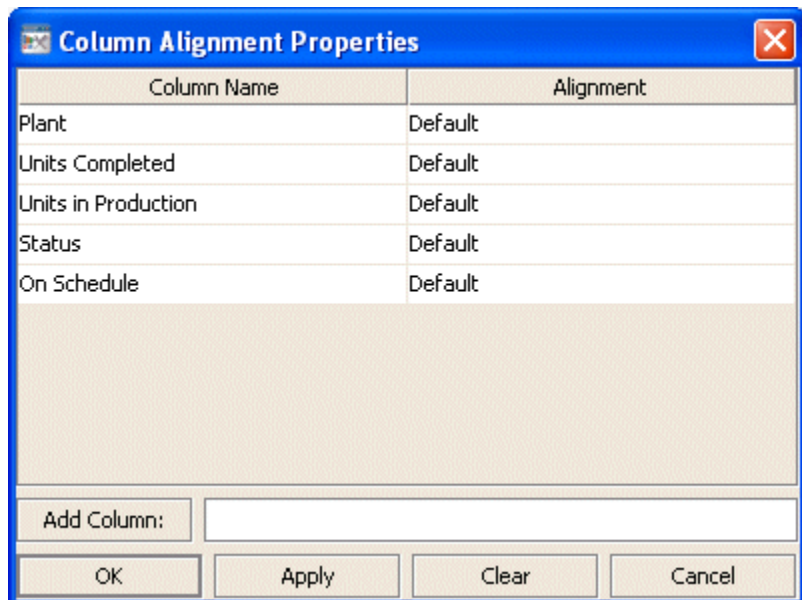 Column Alignment Properties
Column Name Alignment
Plant Default
Units Completed Default
Units in Production Default
Status Default
On Schedule Default
Add Column:
OK Apply Clear Cancel